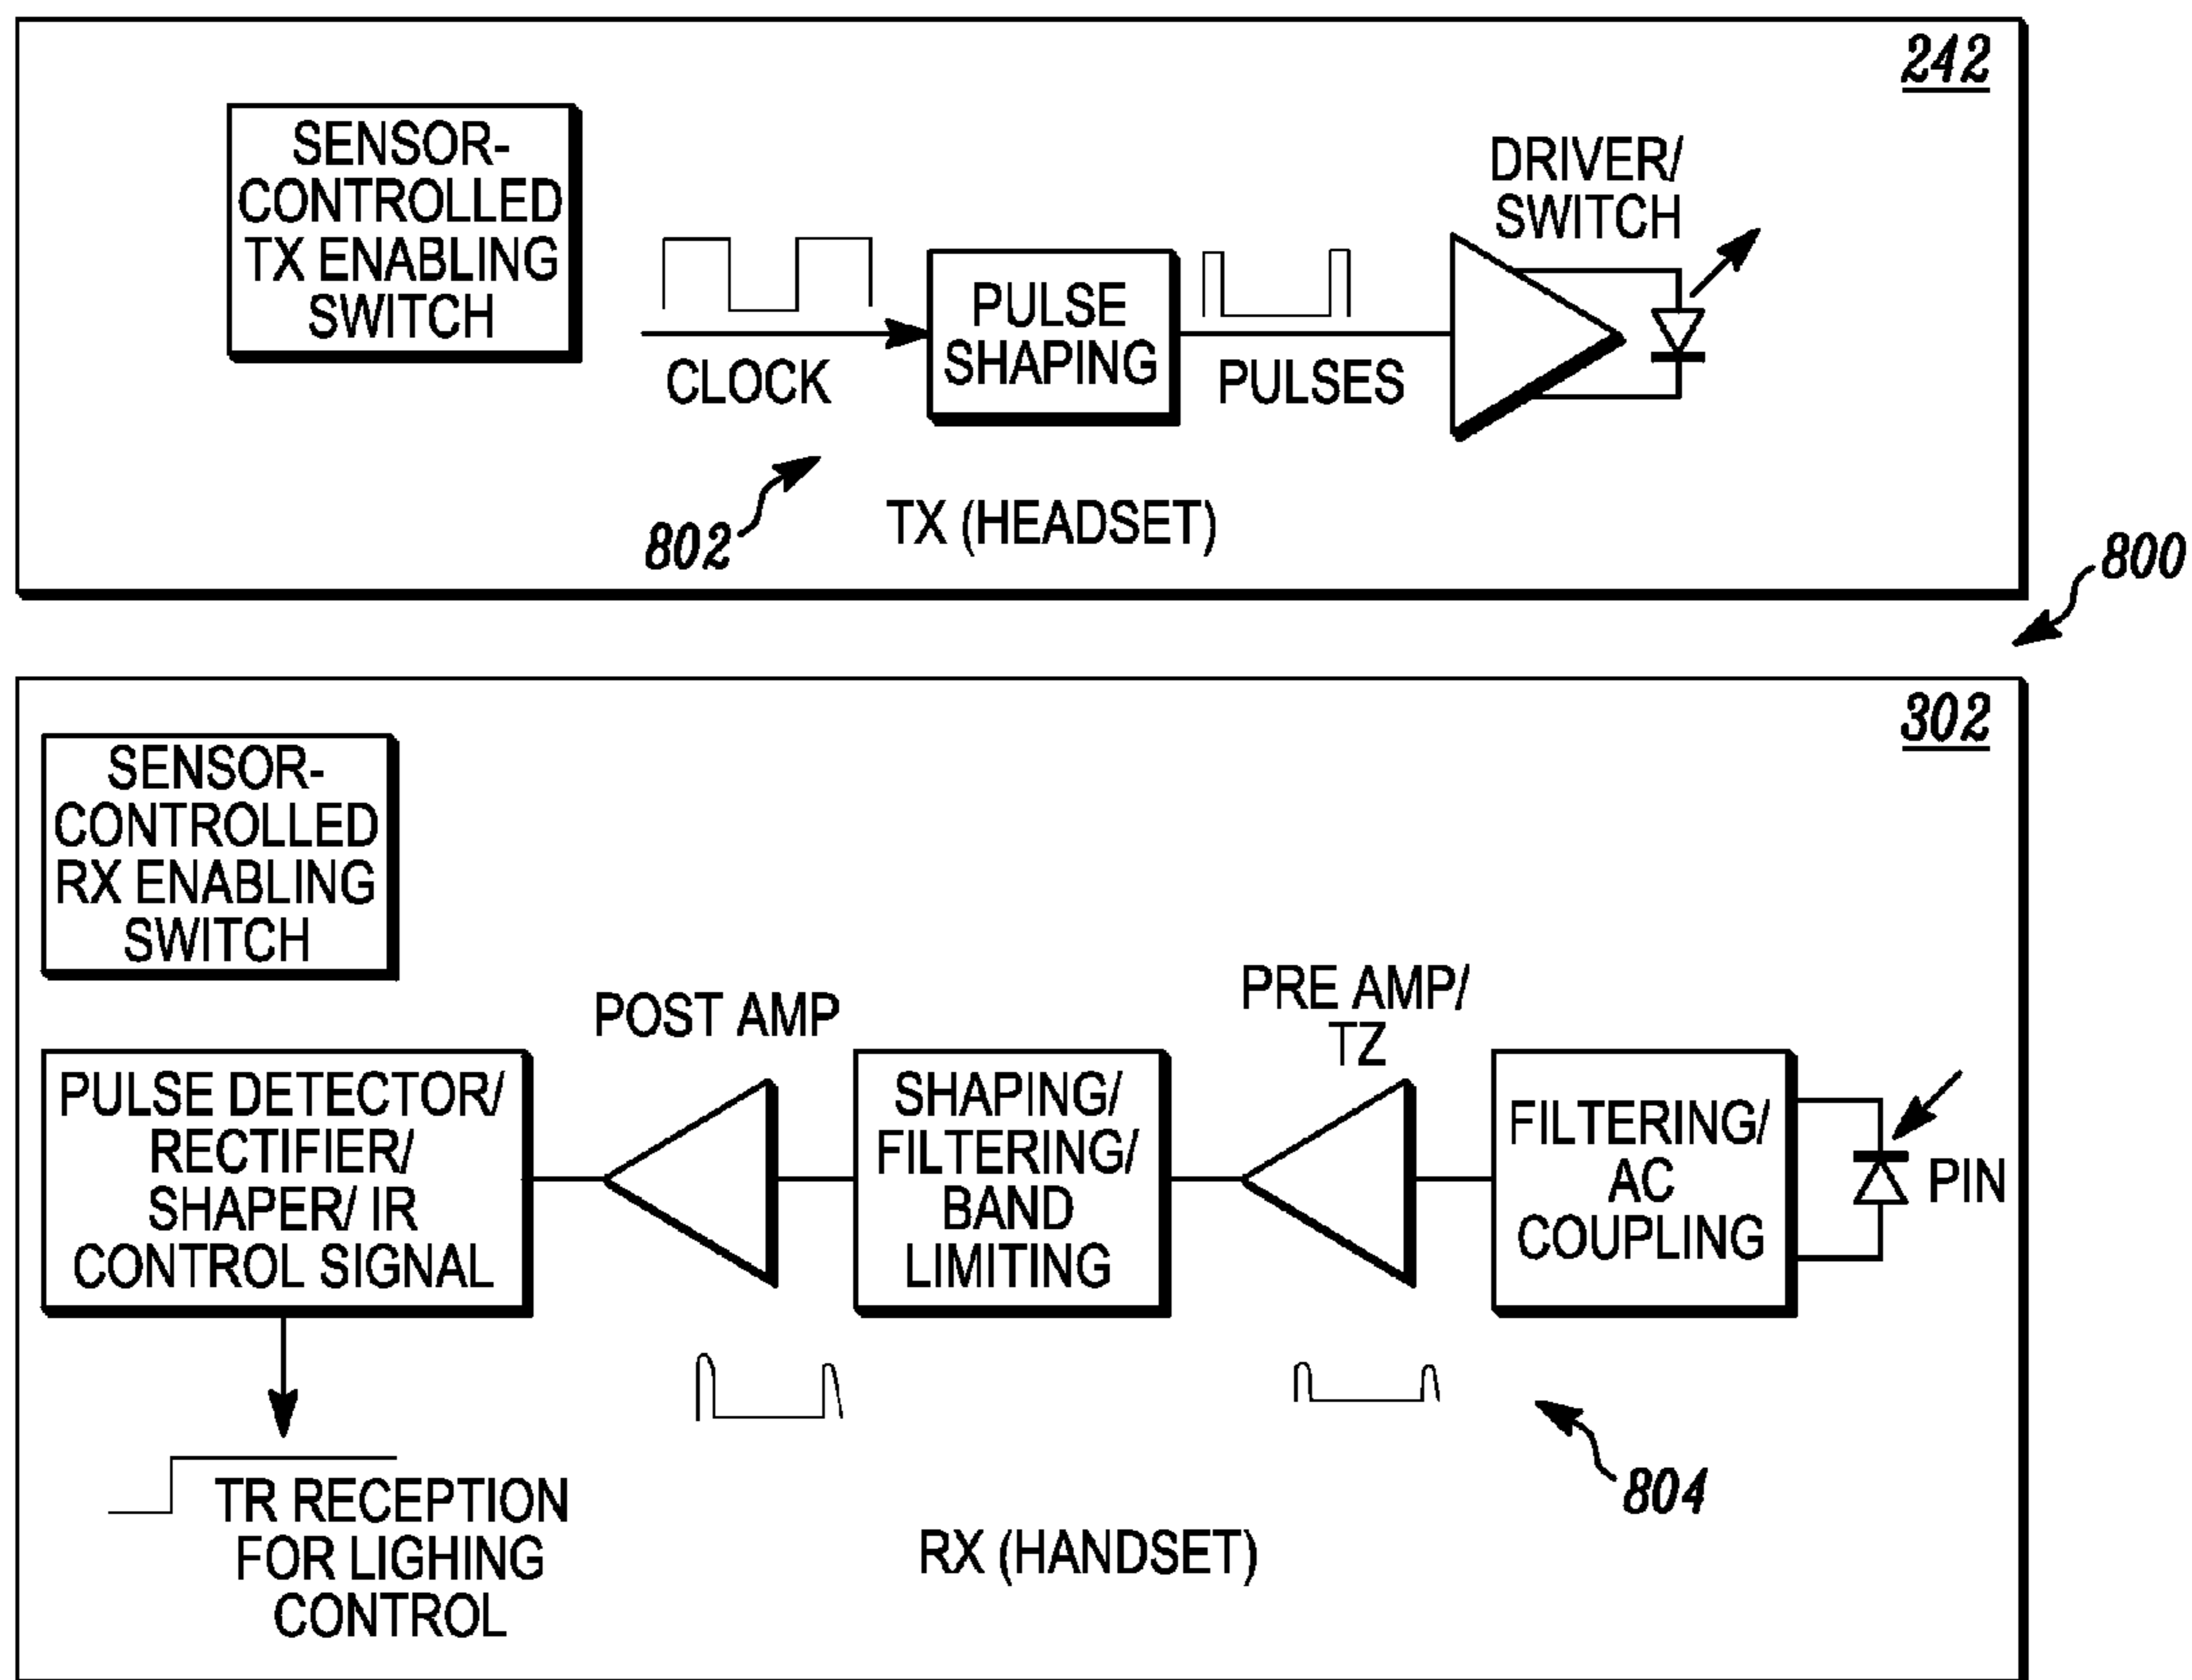 242
SENSOR-
CONTROLLED
TX ENABLING
SWITCH
DRIVER/
SWITCH
CLOCK
PULSE
SHAPING
PULSES
802
TX (HEADSET)
800
302
SENSOR-
CONTROLLED
RX ENABLING
SWITCH
POST AMP
PRE AMP/
TZ
PULSE DETECTOR/
RECTIFIER/
SHAPER/ IR
CONTROL SIGNAL
SHAPING/
FILTERING/
BAND
LIMITING
FILTERING/
AC
COUPLING
PIN
TR RECEPTION
FOR LIGHING
CONTROL
804
RX (HANDSET)